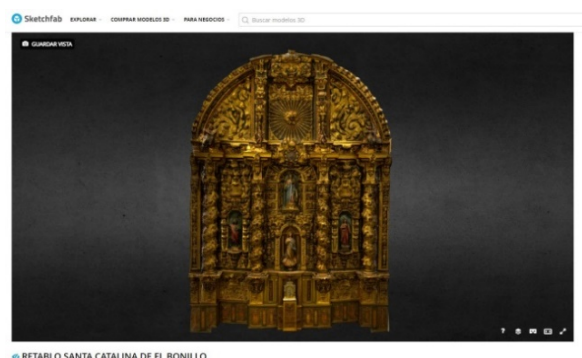 Sketchfab EXPLORAR COMPRAR MODELOS 3D PARA NEGOCIOS Buscar modelos 3D
GUARDAR VISTA
?
RETABLO SANTA CATALINA DE EL BONILLO